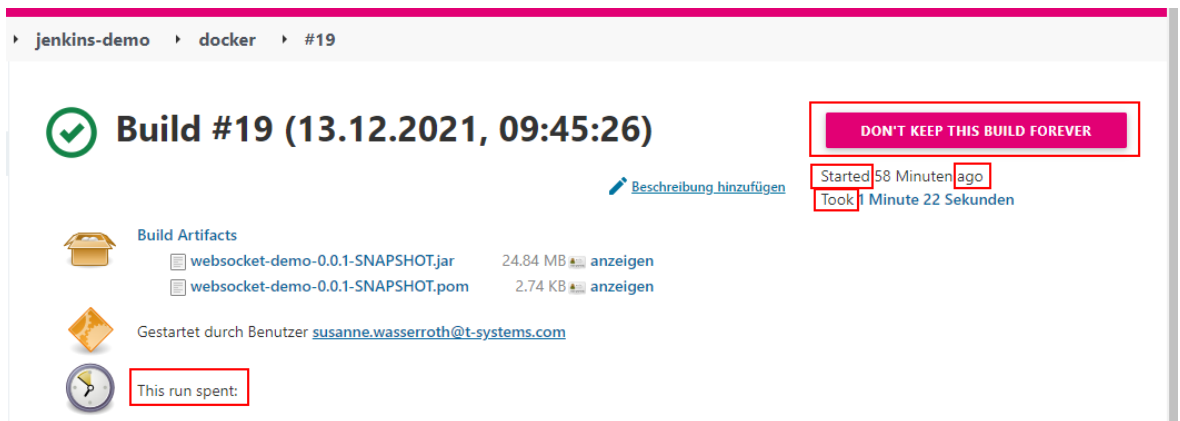 jenkins-demo docker #19
Build #19 (13.12.2021, 09:45:26)
DON'T KEEP THIS BUILD FOREVER
Beschreibung hinzufügen
Started 58 Minuten ago
Took 1 Minute 22 Sekunden
Build Artifacts
websocket-demo-0.0.1-SNAPSHOT.jar 24.84 MB anzeigen
websocket-demo-0.0.1-SNAPSHOT.pom 2.74 KB anzeigen
Gestartet durch Benutzer susanne.wasserroth@t-systems.com
This run spent: